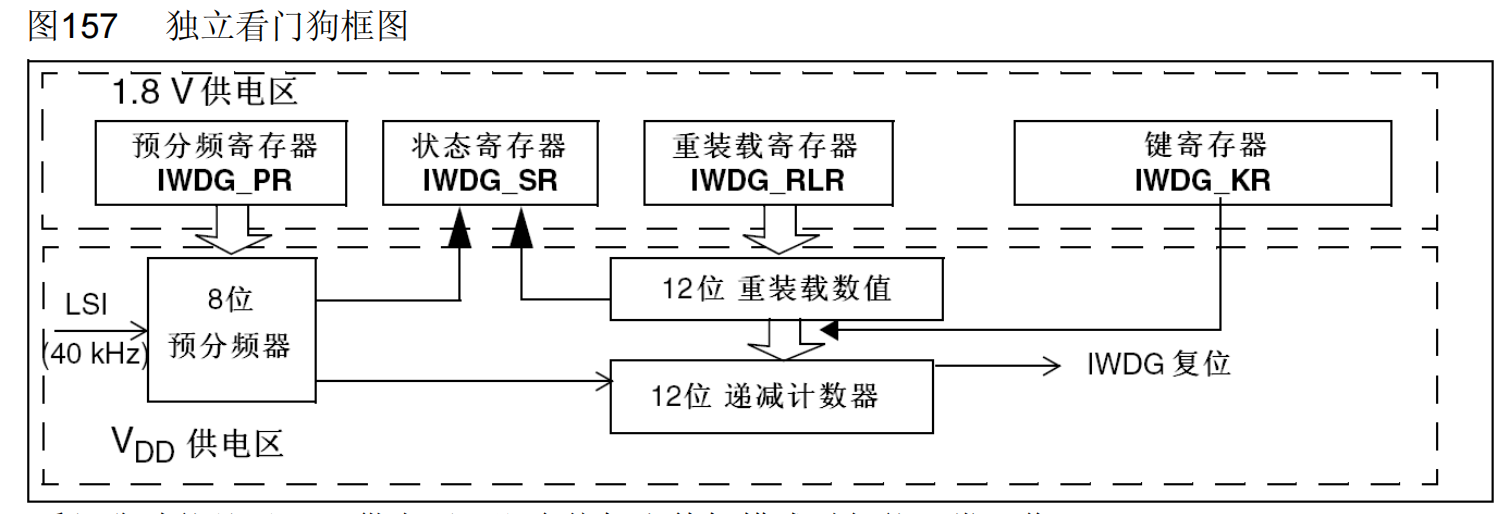 图157 独立看门狗框图
1.8 V 供电区
预分频寄存器
IWDG_PR
状态寄存器
IWDG_SR
重装载寄存器
IWDG_RLR
键寄存器
IWDG_KR
LSI
(40 kHz)
8位
预分频器
12位 重装载数值
12位 递减计数器
IWDG 复位
VDD 供电区